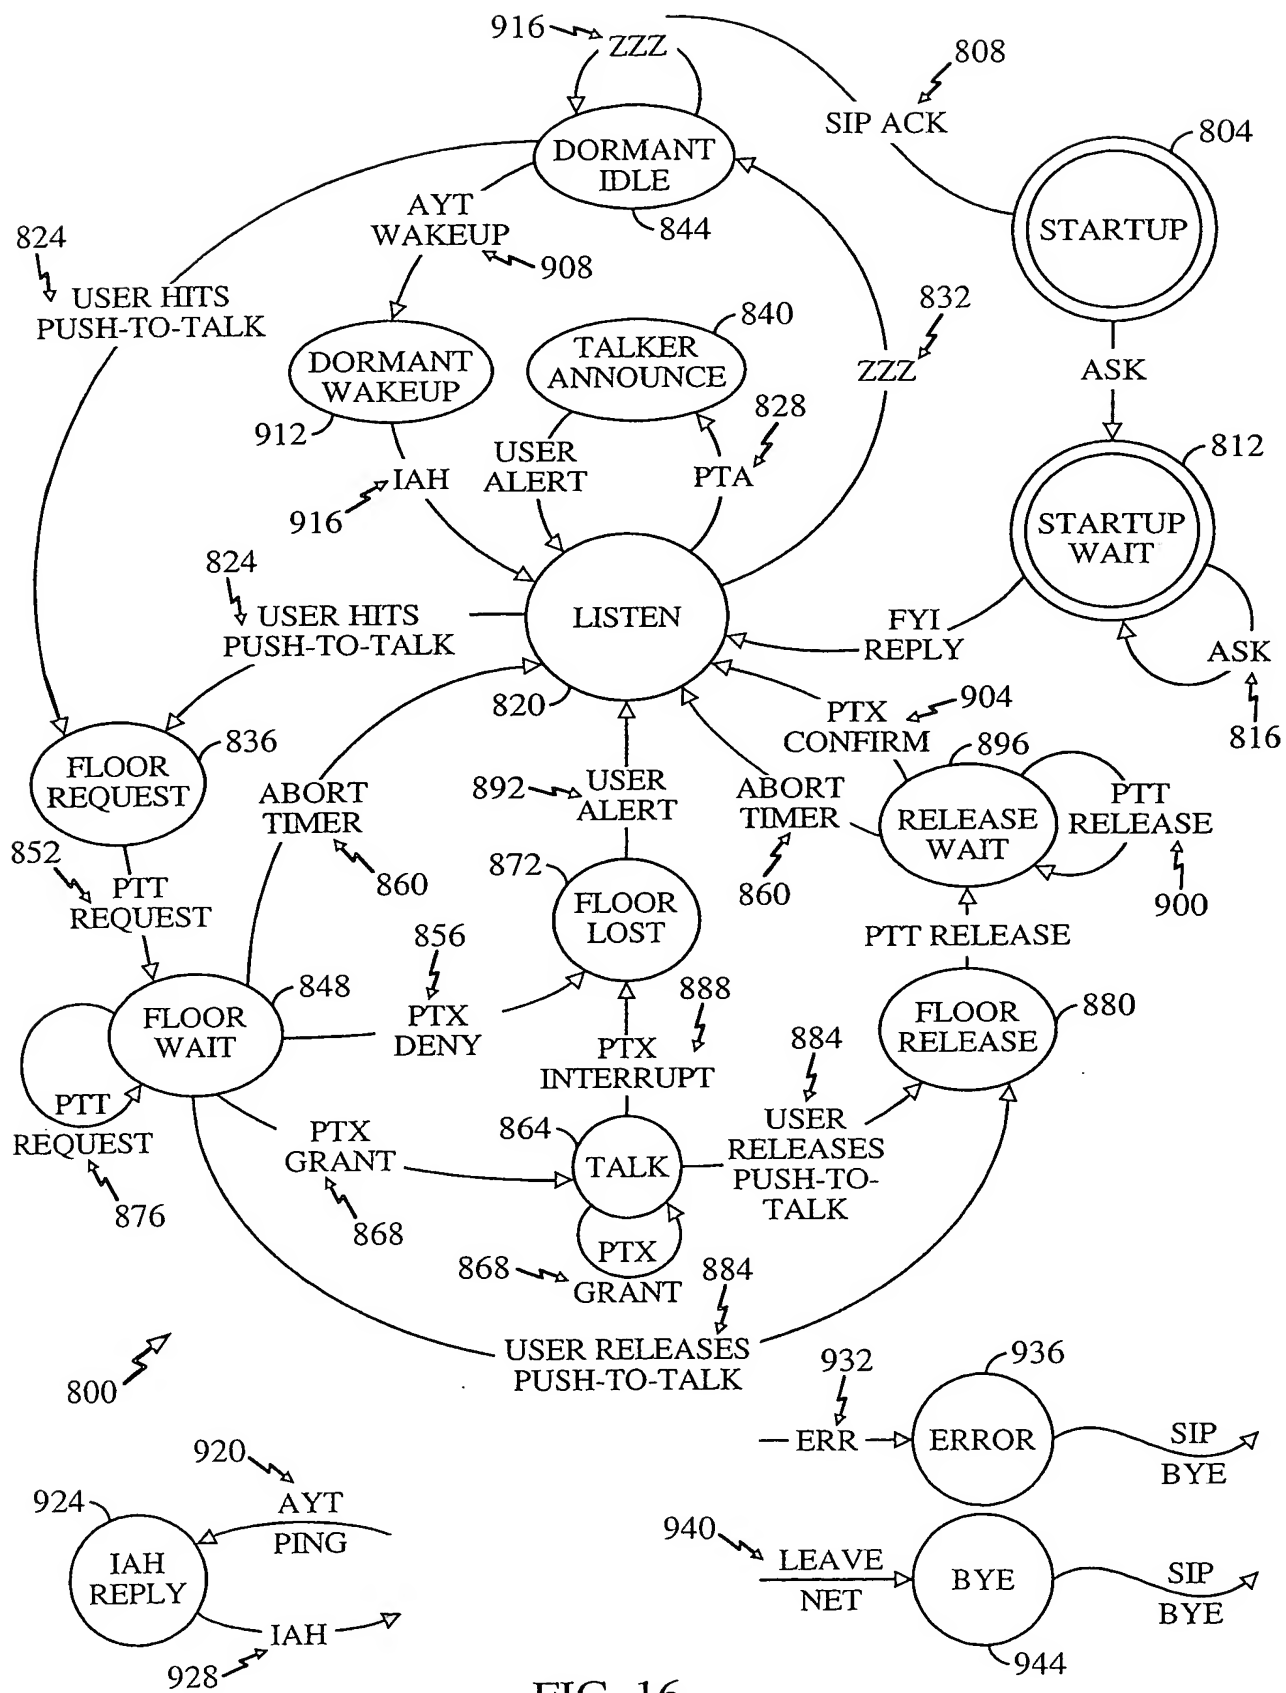 916
ZZZ
808
SIP ACK
804
DORMANT
IDLE
844
STARTUP
AYT
WAKEUP
908
824
USER HITS
PUSH-TO-TALK
832
ZZZ
840
TALKER
ANNOUNCE
DORMANT
WAKEUP
912
ASK
828
USER
ALERT
PTA
IAH
916
812
STARTUP
WAIT
824
USER HITS
PUSH-TO-TALK
LISTEN
820
FYI
REPLY
ASK
816
904
PTX
CONFIRM
896
836
FLOOR
REQUEST
ABORT
TIMER
860
892
USER
ALERT
ABORT
TIMER
860
RELEASE
WAIT
PTT
RELEASE
900
852
PTT
REQUEST
872
FLOOR
LOST
PTT RELEASE
856
PTX
DENY
848
FLOOR
WAIT
888
PTX
INTERRUPT
FLOOR
RELEASE
880
884
USER
RELEASES
PUSH-TO-
TALK
PTT
REQUEST
876
PTX
GRANT
868
864
TALK
PTX
GRANT
868
884
USER RELEASES
PUSH-TO-TALK
800
932
ERR
936
ERROR
SIP
BYE
920
AYT
PING
924
IAH
REPLY
IAH
928
940
LEAVE
NET
BYE
944
SIP
BYE
FIG. 16